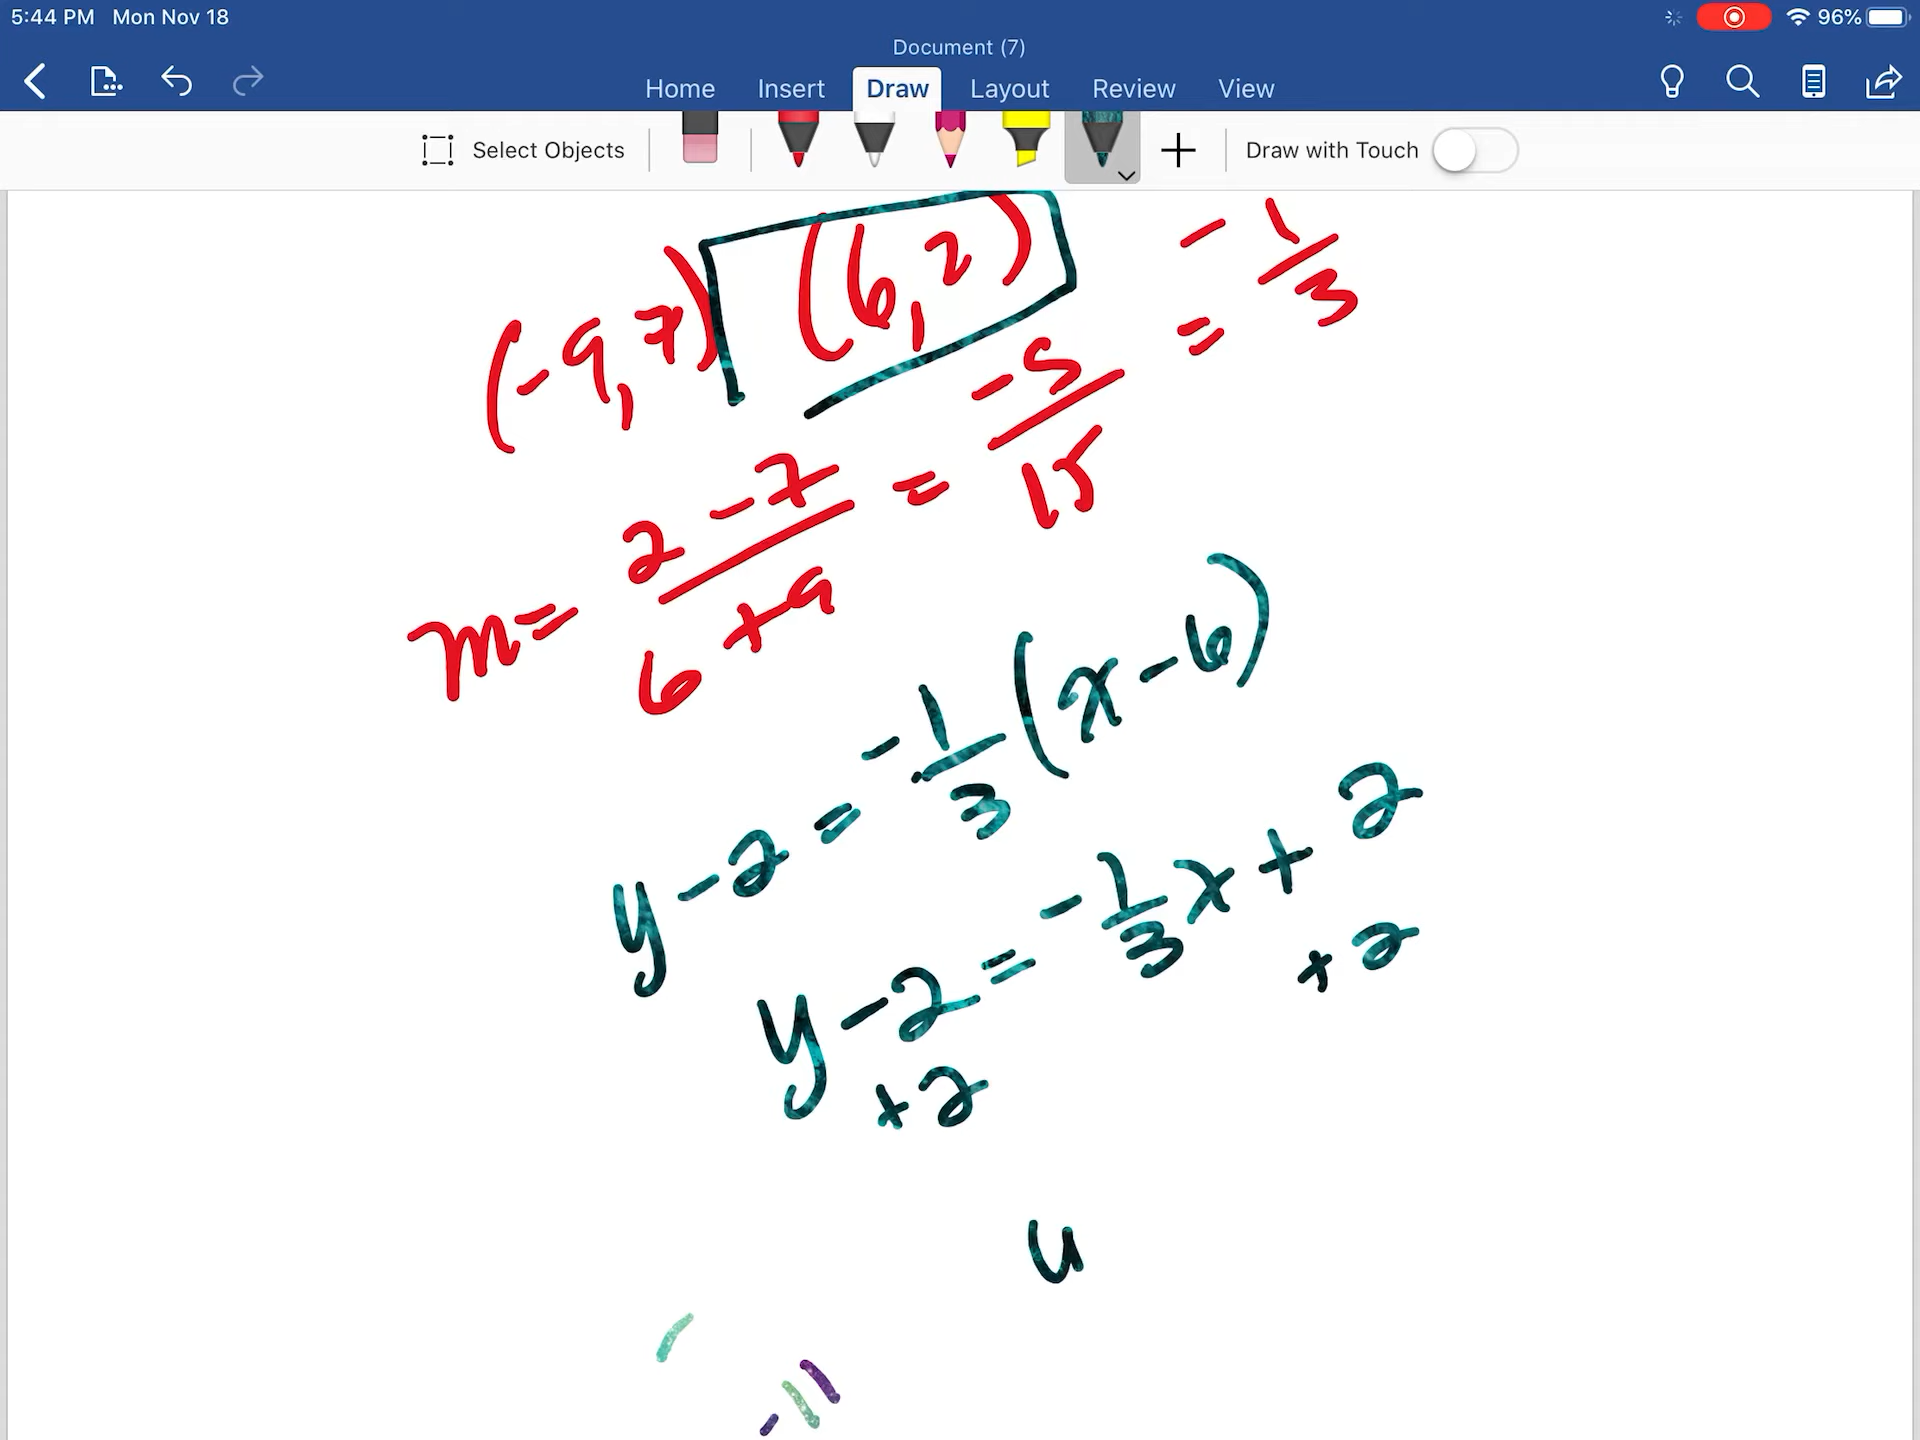 5:44 PM Mon Nov 18
96%
Document (7)
Home Insert Draw Layout Review View
Select Objects
Draw with Touch
(-9, 7) (6, 2)
m = 2 - 7 / 6 + 9 = -5 / 15 = - 1/3
y - 2 = - 1/3 (x - 6)
y - 2 = - 1/3 x + 2
+2 +2